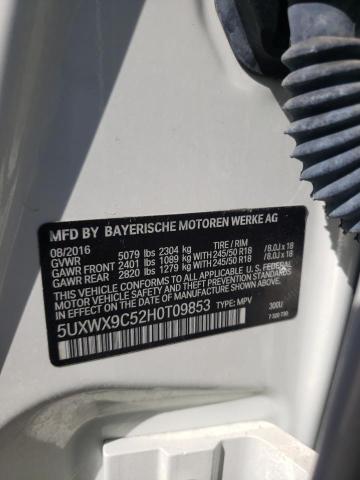 MFD BY BAYERISCHE MOTOREN WERKE AG
08/2016 TIRE / RIM
GVWR 5079 lbs 2304 kg
GAWR FRONT 2401 lbs 1089 kg WITH 245/50 R18 / 8.0J x 18
GAWR REAR 2820 lbs 1279 kg WITH 245/50 R18 / 8.0J x 18
THIS VEHICLE CONFORMS TO ALL APPLICABLE
FEDERAL MOTOR VEHICLE SAFETY,
BUMPER, AND THEFT PREVENTION STANDARDS
IN EFFECT ON THE DATE OF
MANUFACTURE SHOWN ABOVE.
5UXWX9C52H0T09853 TYPE: MPV 300U